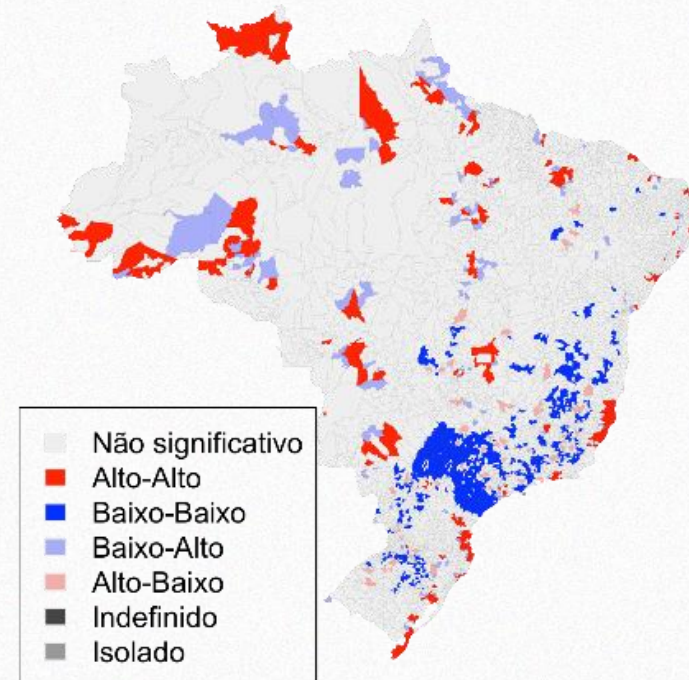 Não significativo
Alto-Alto
Baixo-Baixo
Baixo-Alto
Alto-Baixo
Indefinido
Isolado